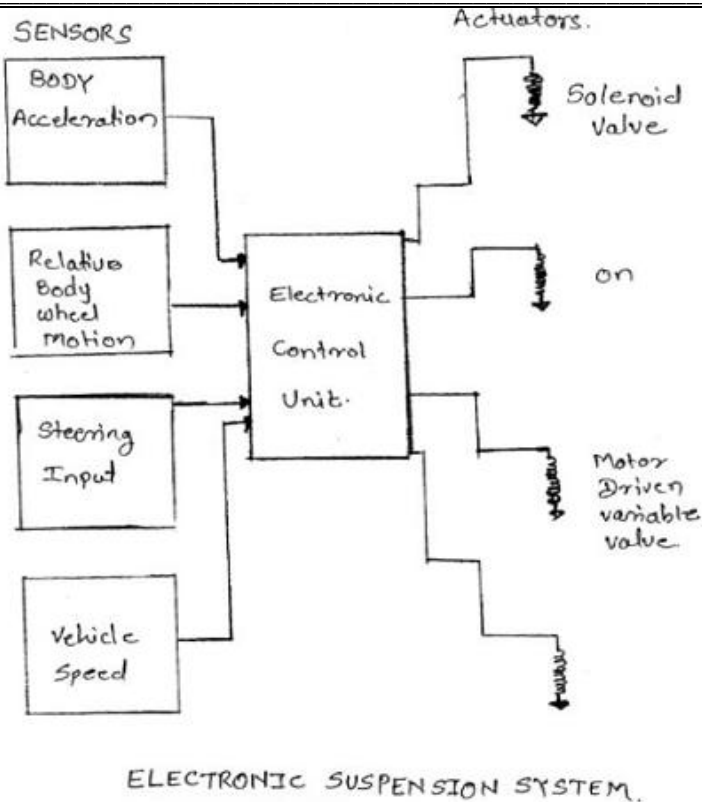 SENSORS
BODY
Acceleration
Relative
Body
wheel
Motion
Steering
Input
Vehicle
Speed
Electronic
Control
Unit.
Actuators.
Solenoid
Valve
on
Motor
Driven
variable
valve.
ELECTRONIC SUSPENSION SYSTEM.